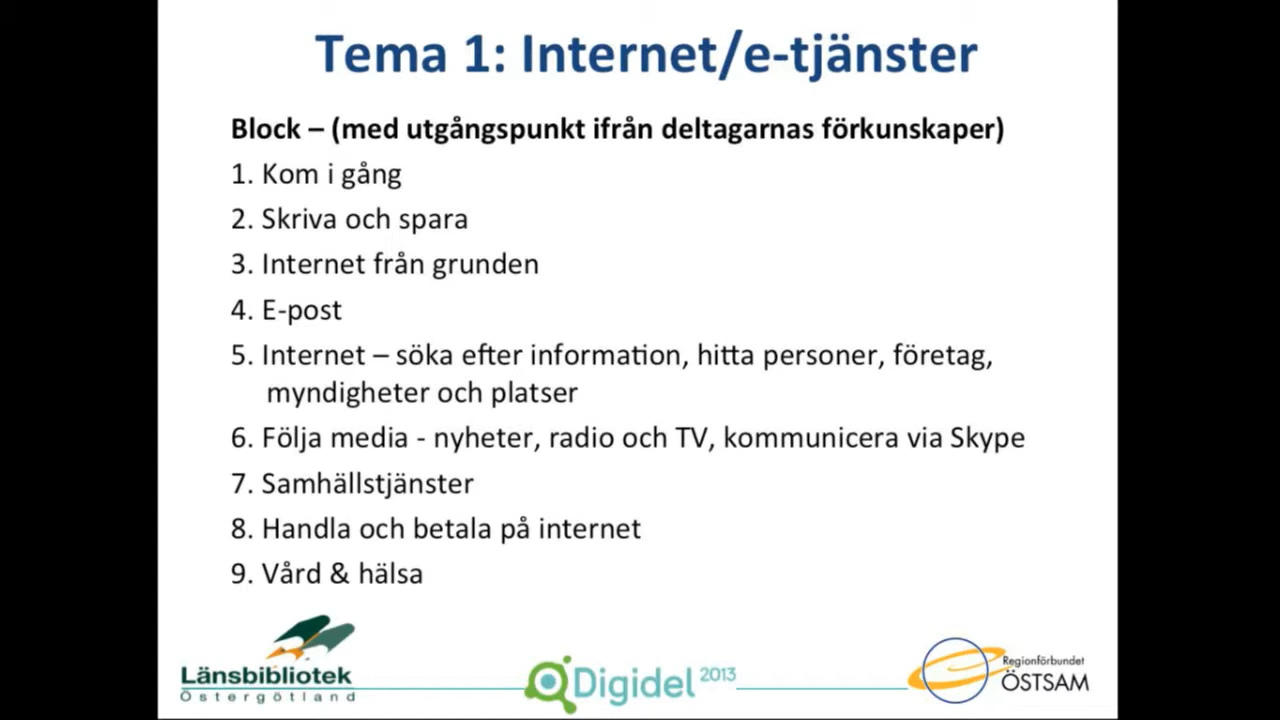 Tema 1: Internet/e-tjänster
Block – (med utgångspunkt ifrån deltagarnas förkunskaper)
1. Kom i gång
2. Skriva och spara
3. Internet från grunden
4. E-post
5. Internet – söka efter information, hitta personer, företag,
myndigheter och platser
6. Följa media - nyheter, radio och TV, kommunicera via Skype
7. Samhällstjänster
8. Handla och betala på internet
9. Vård & hälsa
Länsbibliotek
Östergötland
Digidel 2013
Regionförbundet
ÖSTSAM